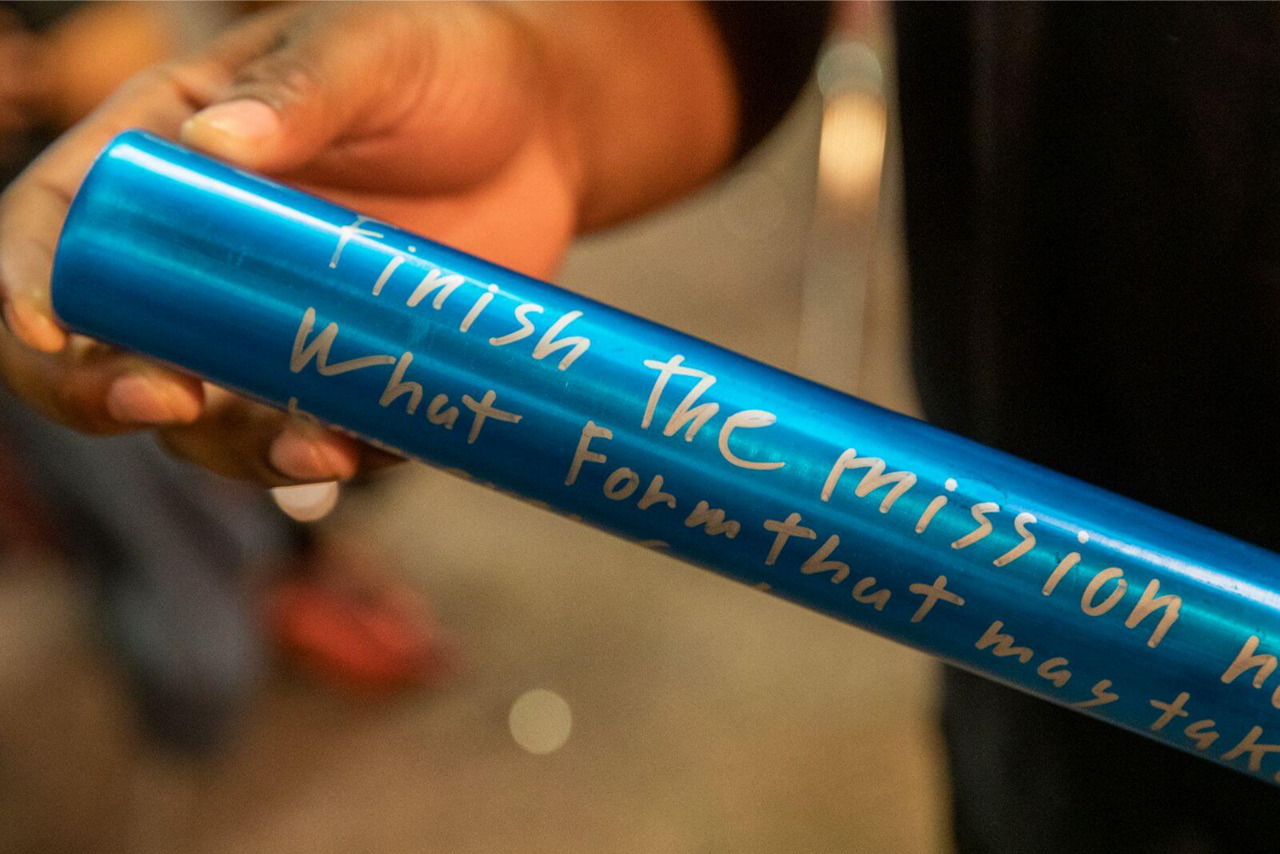 Finish the mission
What Form that may take